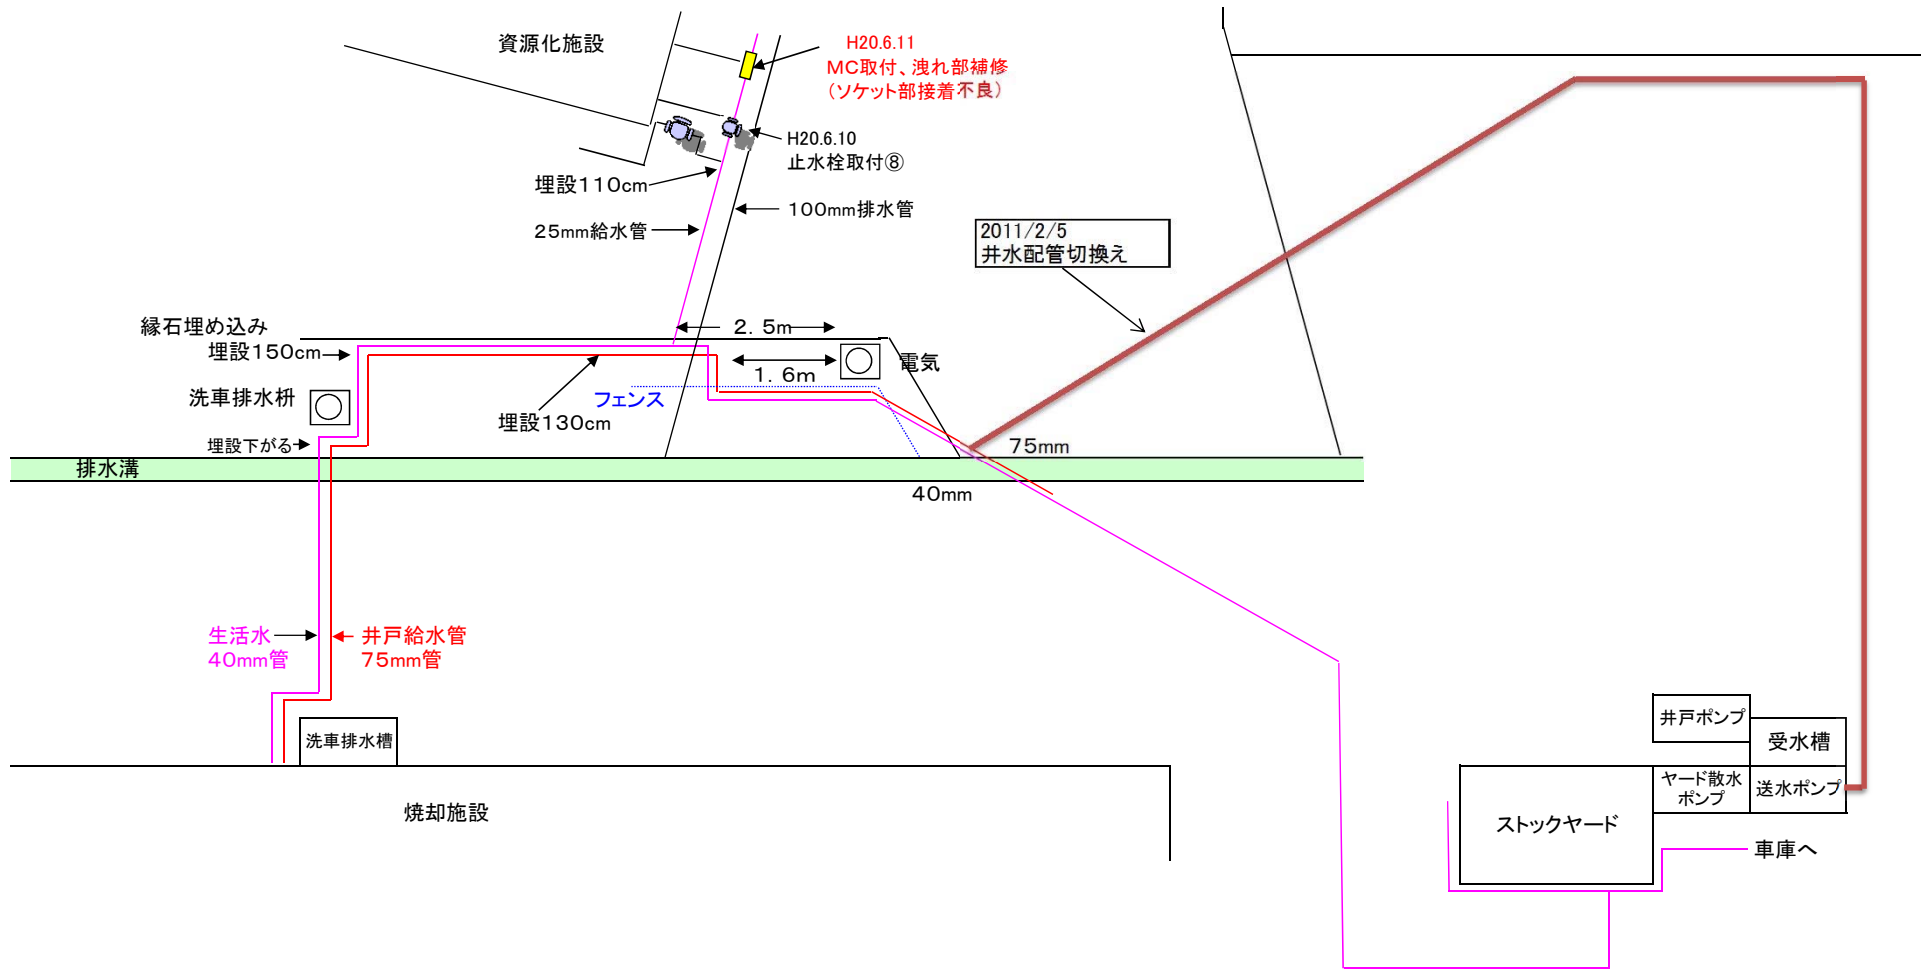 資源化施設
H20.6.11
MC取付、洩れ部補修
（ソケット部接着不良）
H20.6.10
止水栓取付⑧
埋設110cm
100mm排水管
25mm給水管
2011/2/5
井水配管切換え
縁石埋め込み
2. 5m
埋設150cm
電気
1. 6m
洗車排水枡
フェンス
埋設130cm
埋設下がる
75mm
排水溝
40mm
生活水
40mm管
井戸給水管
75mm管
井戸ポンプ
受水槽
洗車排水槽
ヤード散水
ポンプ
送水ポンプ
焼却施設
ストックヤード
車庫へ